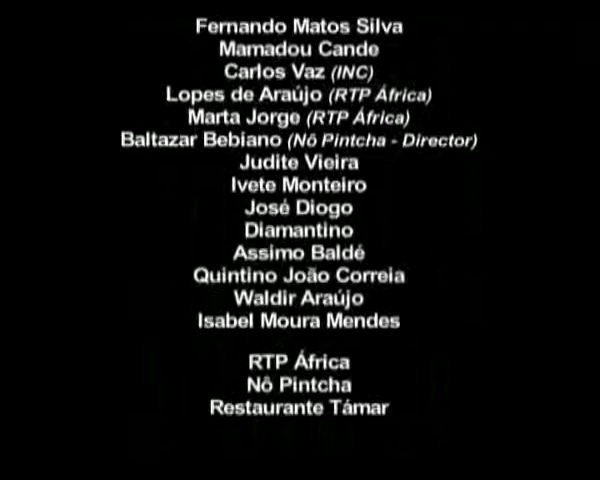 Fernando Matos Silva
Mamadou Cande
Carlos Vaz (INC)
Lopes de Araújo (RTP África)
Marta Jorge (RTP África)
Baltazar Bebiano (Nô Pintcha - Director)
Judite Vieira
Ivete Monteiro
José Diogo
Diamantino
Assimo Baldé
Quintino João Correia
Waldir Araújo
Isabel Moura Mendes
RTP África
Nô Pintcha
Restaurante Támar